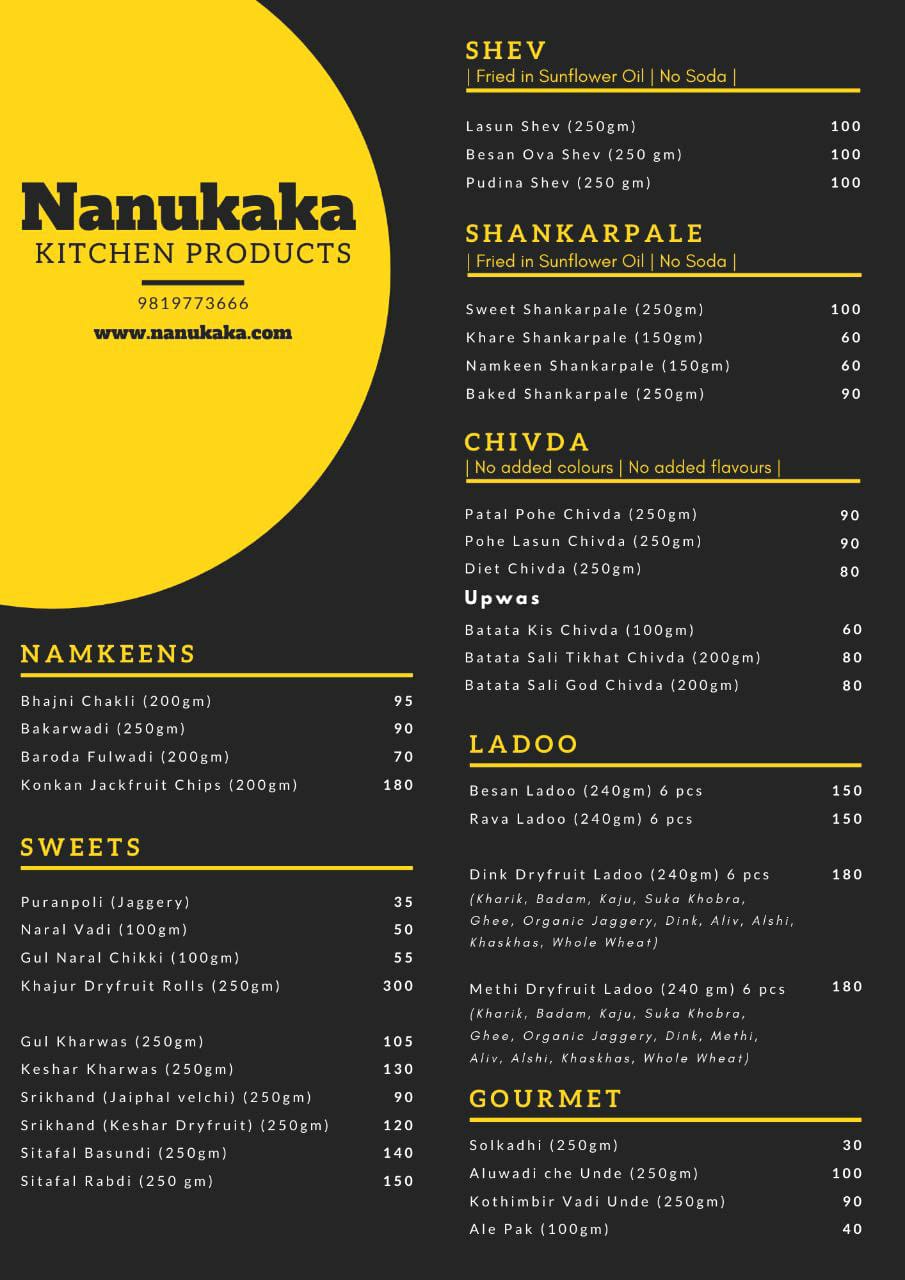 Nanukaka
KITCHEN PRODUCTS
9819773666
www.nanukaka.com
NAMKEENS
Bhajni Chakli (200gm) 95
Bakarwadi (250gm) 90
Baroda Fulwadi (200gm) 70
Konkan Jackfruit Chips (200gm) 180
SWEETS
Puranpoli (Jaggery) 35
Naral Vadi (100gm) 50
Gul Naral Chikki (100gm) 55
Khajur Dryfruit Rolls (250gm) 300
Gul Kharwas (250gm) 105
Keshar Kharwas (250gm) 130
Srikhand (Jaiphal velchi) (250gm) 90
Srikhand (Keshar Dryfruit) (250gm) 120
Sitafal Basundi (250gm) 140
Sitafal Rabdi (250 gm) 150
SHEV
| Fried in Sunflower Oil | No Soda |
Lasun Shev (250gm) 100
Besan Ova Shev (250 gm) 100
Pudina Shev (250 gm) 100
SHANKARPALE
| Fried in Sunflower Oil | No Soda |
Sweet Shankarpale (250gm) 100
Khare Shankarpale (150gm) 60
Namkeen Shankarpale (150gm) 60
Baked Shankarpale (250gm) 90
CHIVDA
| No added colours | No added flavours |
Patal Pohe Chivda (250gm) 90
Pohe Lasun Chivda (250gm) 90
Diet Chivda (250gm) 80
Upwas
Batata Kis Chivda (100gm) 60
Batata Sali Tikhat Chivda (200gm) 80
Batata Sali God Chivda (200gm) 80
LADOO
Besan Ladoo (240gm) 6 pcs 150
Rava Ladoo (240gm) 6 pcs 150
Dink Dryfruit Ladoo (240gm) 6 pcs 180
(Kharik, Badam, Kaju, Suka Khobra,
Ghee, Organic Jaggery, Dink, Aliv, Alshi,
Khaskhas, Whole Wheat)
Methi Dryfruit Ladoo (240 gm) 6 pcs 180
(Kharik, Badam, Kaju, Suka Khobra,
Ghee, Organic Jaggery, Dink, Methi,
Aliv, Alshi, Khaskhas, Whole Wheat)
GOURMET
Solkadhi (250gm) 30
Aluwadi che Unde (250gm) 100
Kothimbir Vadi Unde (250gm) 90
Ale Pak (100gm) 40